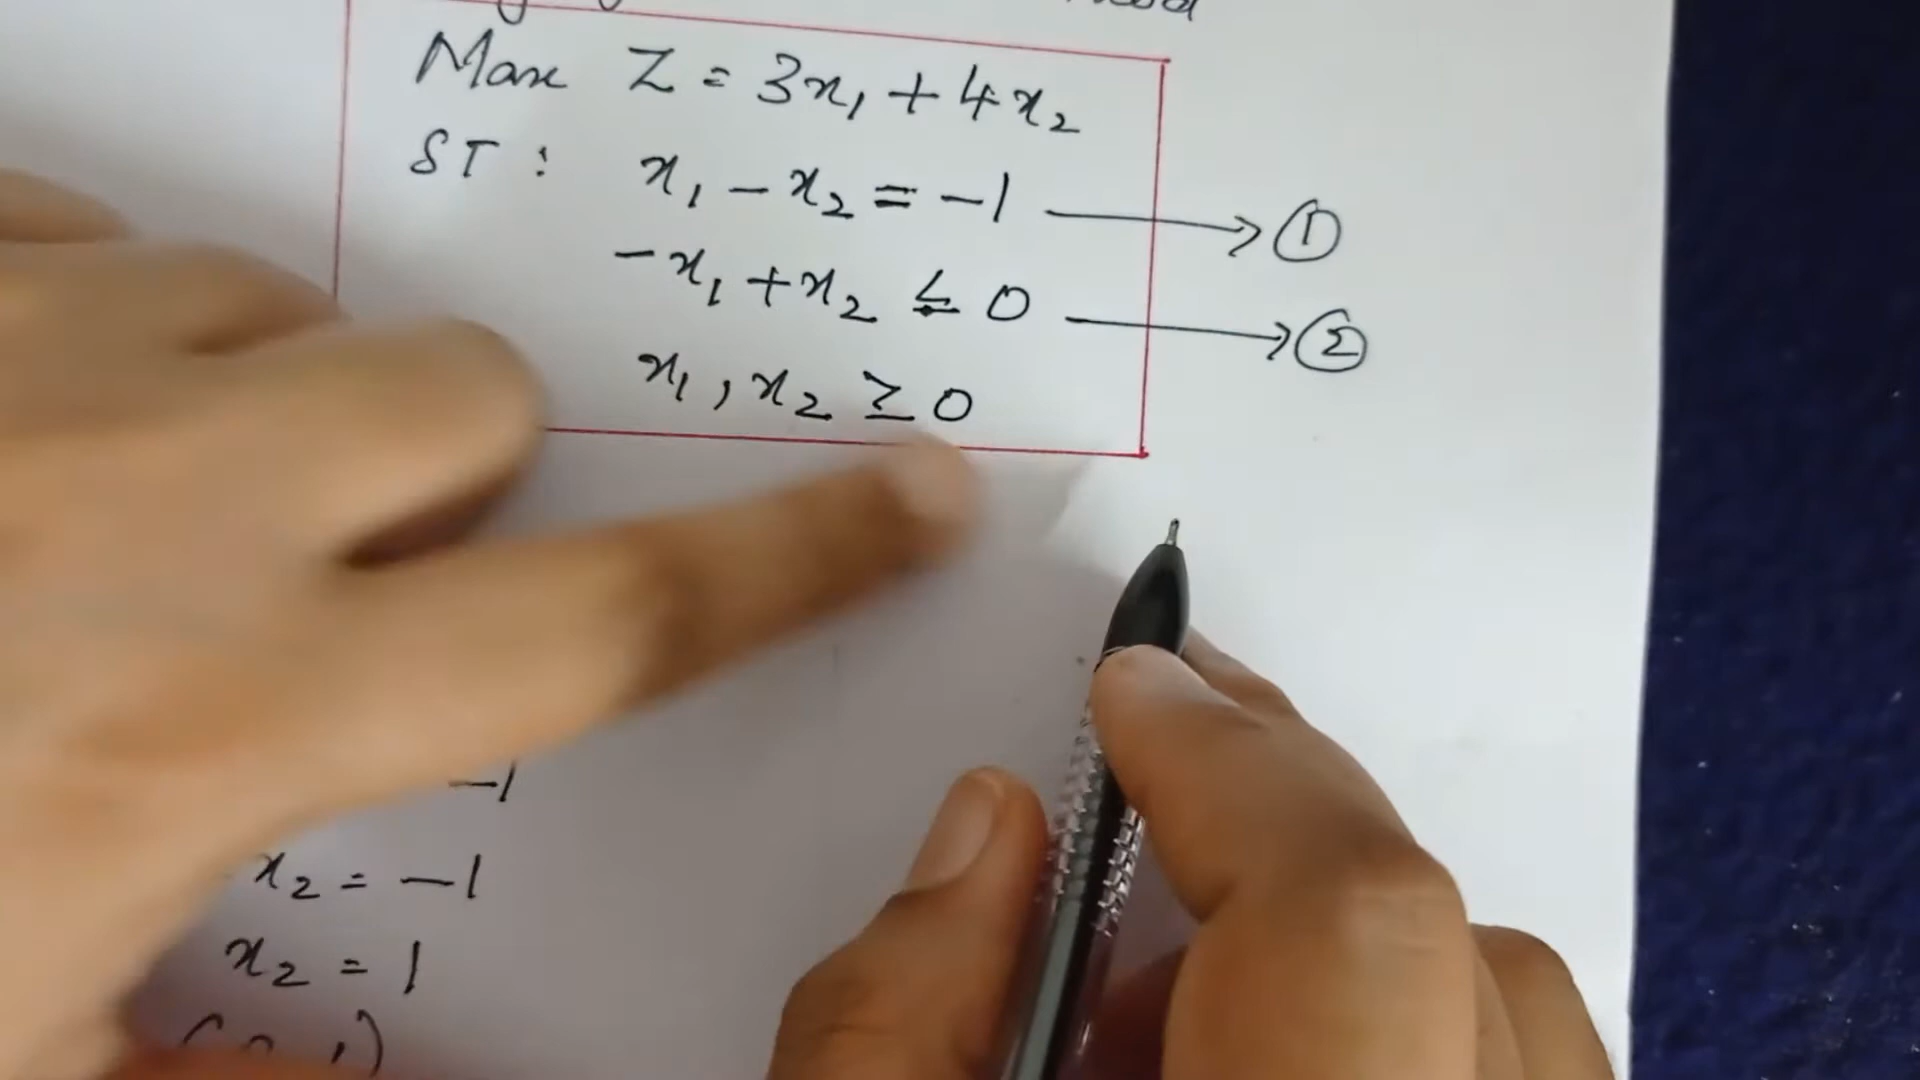 Max Z = 3x₁ + 4x₂
ST : x₁ - x₂ = -1 → ①
-x₁ + x₂ ≤ 0 → ②
x₁, x₂ ≥ 0
-1
x₂ = -1
x₂ = 1